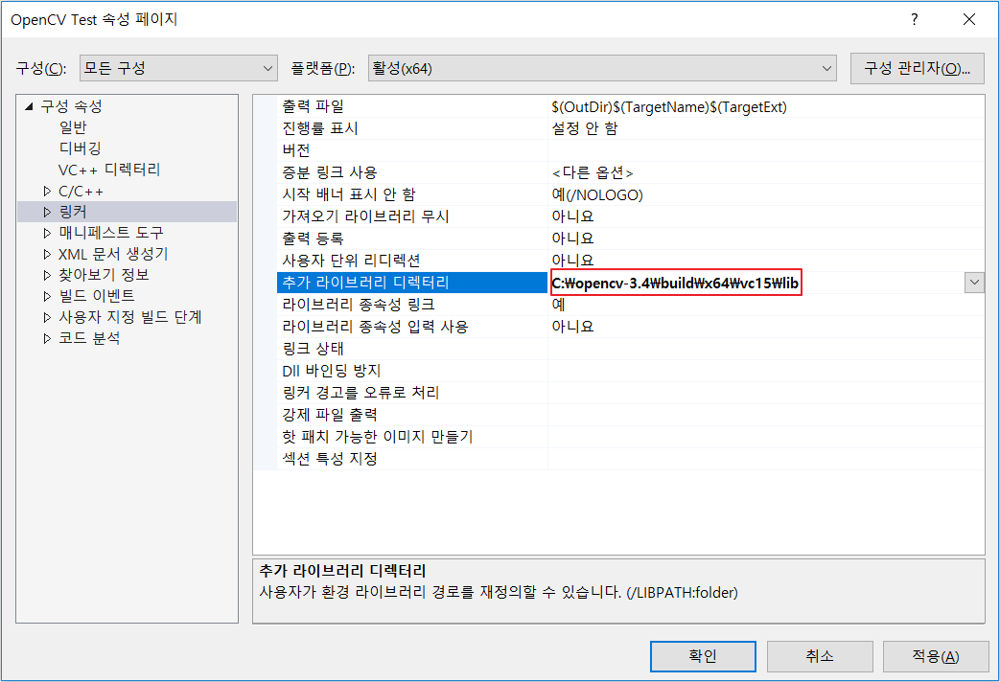 OpenCV Test 속성 페이지
?
구성(C): 모든 구성 플랫폼(P): 활성(x64) 구성 관리자(O)...
구성 속성
일반
디버깅
VC++ 디렉터리
C/C++
링커
매니페스트 도구
XML 문서 생성기
찾아보기 정보
빌드 이벤트
사용자 지정 빌드 단계
코드 분석
출력 파일 $(OutDir)$(TargetName)$(TargetExt)
진행률 표시 설정 안 함
버전
증분 링크 사용 <다른 옵션>
시작 배너 표시 안 함 예(/NOLOGO)
가져오기 라이브러리 무시 아니요
출력 등록 아니요
사용자 단위 리디렉션 아니요
추가 라이브러리 디렉터리 C:₩opencv-3.4₩build₩x64₩vc15₩lib
라이브러리 종속성 링크 예
라이브러리 종속성 입력 사용 아니요
링크 상태
Dll 바인딩 방지
링커 경고를 오류로 처리
강제 파일 출력
핫 패치 가능한 이미지 만들기
섹션 특성 지정
추가 라이브러리 디렉터리
사용자가 환경 라이브러리 경로를 재정의할 수 있습니다. (/LIBPATH:folder)
확인 취소 적용(A)